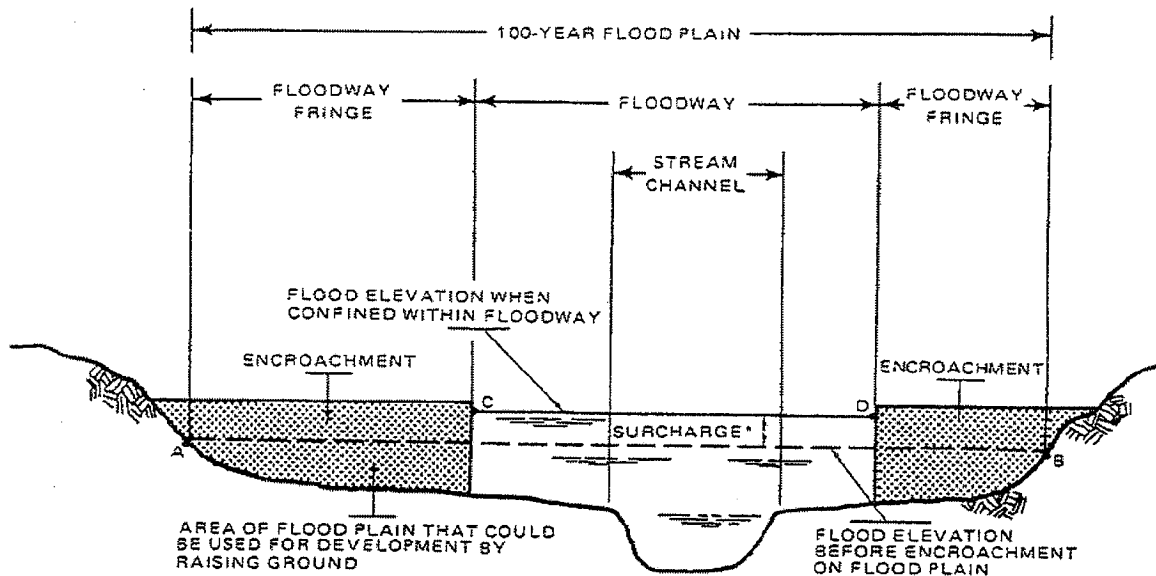 100-YEAR FLOOD PLAIN
FLOODWAY
FRINGE
FLOODWAY
FLOODWAY
FRINGE
STREAM
CHANNEL
FLOOD ELEVATION WHEN
CONFINED WITHIN FLOODWAY
ENCROACHMENT
ENCROACHMENT
C
D
SURCHARGE*
A
B
AREA OF FLOOD PLAIN THAT COULD
BE USED FOR DEVELOPMENT BY
RAISING GROUND
FLOOD ELEVATION
BEFORE ENCROACHMENT
ON FLOOD PLAIN